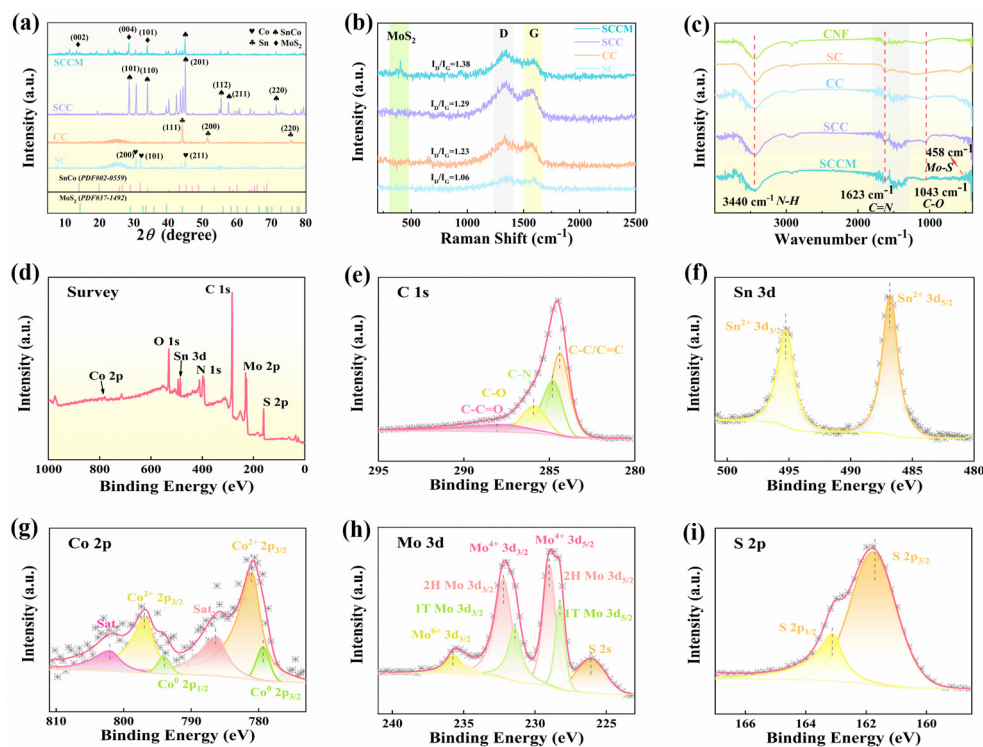 (a)
(002)
(004)
(101)
♥ Co ♠ SnCo
♣ Sn ♦ MoS2
SCCM
(201)
(101)
(110)
SCC
(112)
(211)
(220)
CC
(111)
(200)
(220)
SC
(200)
(101)
(211)
SnCo (PDF#002-0559)
MoS2 (PDF#037-1492)
0 10 20 30 40 50 60 70 80
2θ (degree)
Intensity (a.u.)
(b)
MoS2
D
G
SCCM
SCC
CC
SC
ID/IG=1.38
ID/IG=1.29
ID/IG=1.23
ID/IG=1.06
500 1000 1500 2000 2500
Raman Shift (cm-1)
Intensity (a.u.)
(c)
CNF
SC
CC
SCC
SCCM
458 cm-1
Mo-S
3440 cm-1 N-H
1623 cm-1
C=N
1043 cm-1
C-O
3000 2000 1000
Wavenumber (cm-1)
Intensity (a.u.)
(d)
Survey
C 1s
O 1s
Sn 3d
N 1s
Mo 2p
Co 2p
S 2p
1000 800 600 400 200 0
Binding Energy (eV)
Intensity (a.u.)
(e)
C 1s
C-C/C=C
C-N
C-O
C-C=O
295 290 285 280
Binding Energy (eV)
Intensity (a.u.)
(f)
Sn 3d
Sn2+ 3d5/2
Sn2+ 3d3/2
500 495 490 485 480
Binding Energy (eV)
Intensity (a.u.)
(g)
Co 2p
Co2+ 2p3/2
Co2+ 2p3/2
Sat.
Sat.
Co0 2p1/2
Co0 2p3/2
810 800 790 780
Binding Energy (eV)
Intensity (a.u.)
(h)
Mo 3d
Mo4+ 3d3/2
Mo4+ 3d5/2
2H Mo 3d3/2
2H Mo 3d5/2
1T Mo 3d3/2
1T Mo 3d5/2
Mo6+ 3d3/2
S 2s
240 235 230 225
Binding Energy (eV)
Intensity (a.u.)
(i)
S 2p
S 2p3/2
S 2p1/2
166 164 162 160
Binding Energy (eV)
Intensity (a.u.)